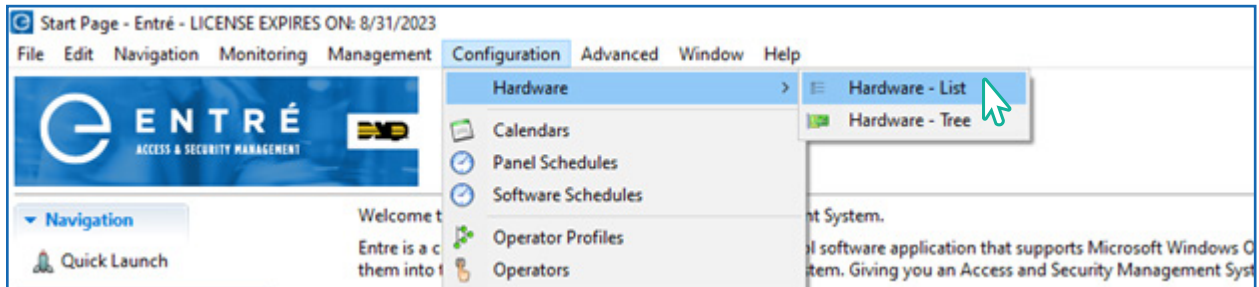 Start Page - Entré - LICENSE EXPIRES ON: 8/31/2023
File Edit Navigation Monitoring Management Configuration Advanced Window Help
Hardware
Hardware - List
Hardware - Tree
ENTRÉ
ACCESS & SECURITY MANAGEMENT
DMP
Calendars
Panel Schedules
Software Schedules
Operator Profiles
Operators
Navigation
Quick Launch
Welcome t nt System.
Entre is a c ol software application that supports Microsoft Windows O
them into t tem. Giving you an Access and Security Management Syst